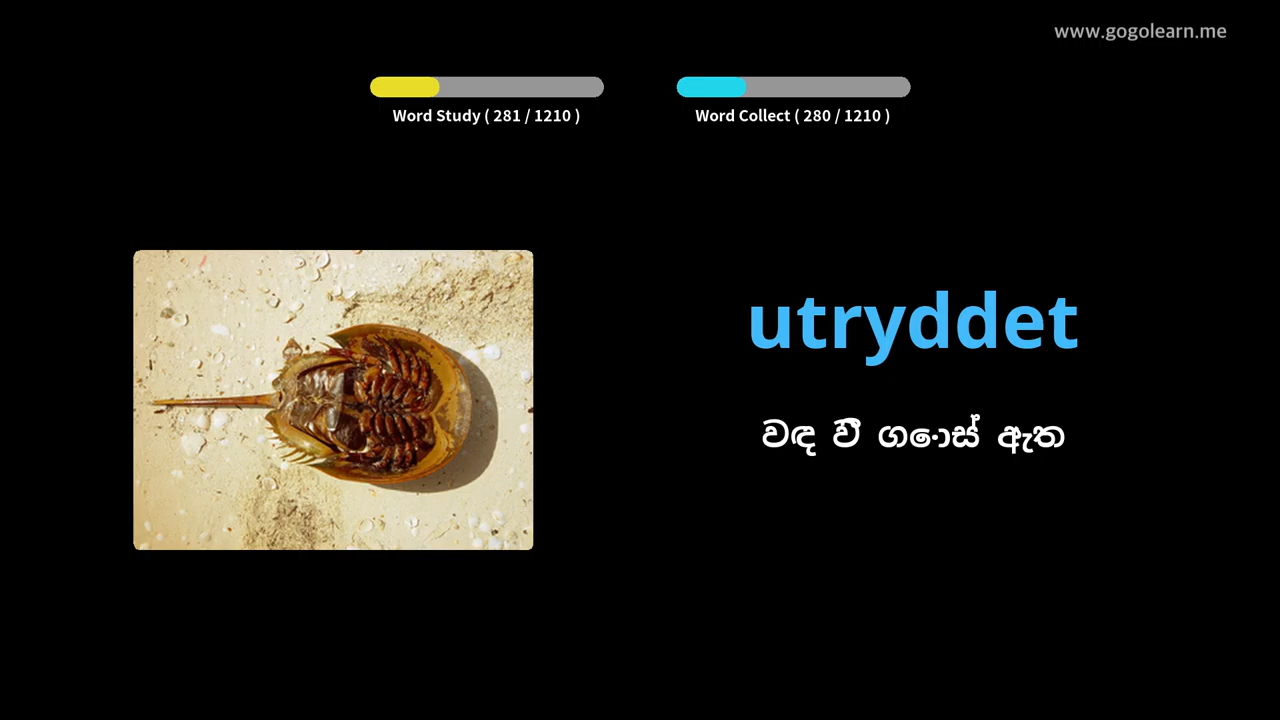 www.gogolearn.me
Word Study ( 281 / 1210 )
Word Collect ( 280 / 1210 )
utryddet
වඳ වී ගොස් ඇත